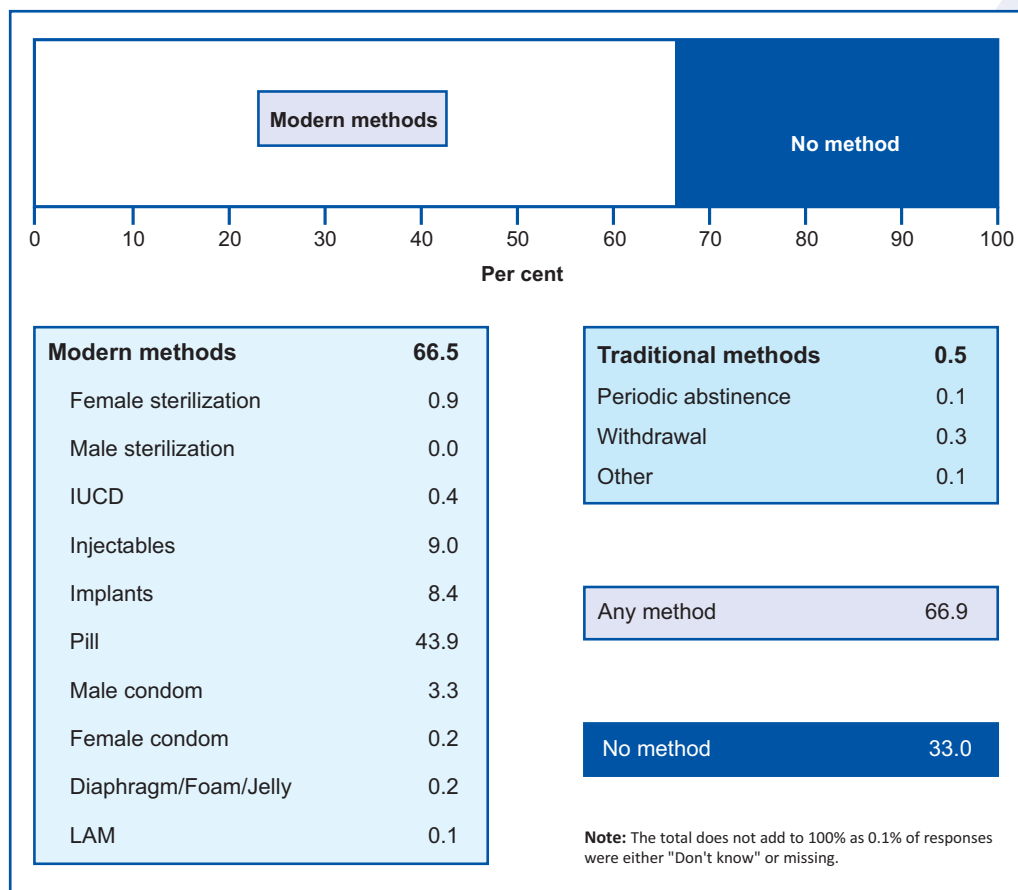 Modern methods
No method
0 10 20 30 40 50 60 70 80 90 100
Per cent
Modern methods 66.5
Female sterilization 0.9
Male sterilization 0.0
IUCD 0.4
Injectables 9.0
Implants 8.4
Pill 43.9
Male condom 3.3
Female condom 0.2
Diaphragm/Foam/Jelly 0.2
LAM 0.1
Traditional methods 0.5
Periodic abstinence 0.1
Withdrawal 0.3
Other 0.1
Any method 66.9
No method 33.0
Note: The total does not add to 100% as 0.1% of responses
were either "Don't know" or missing.